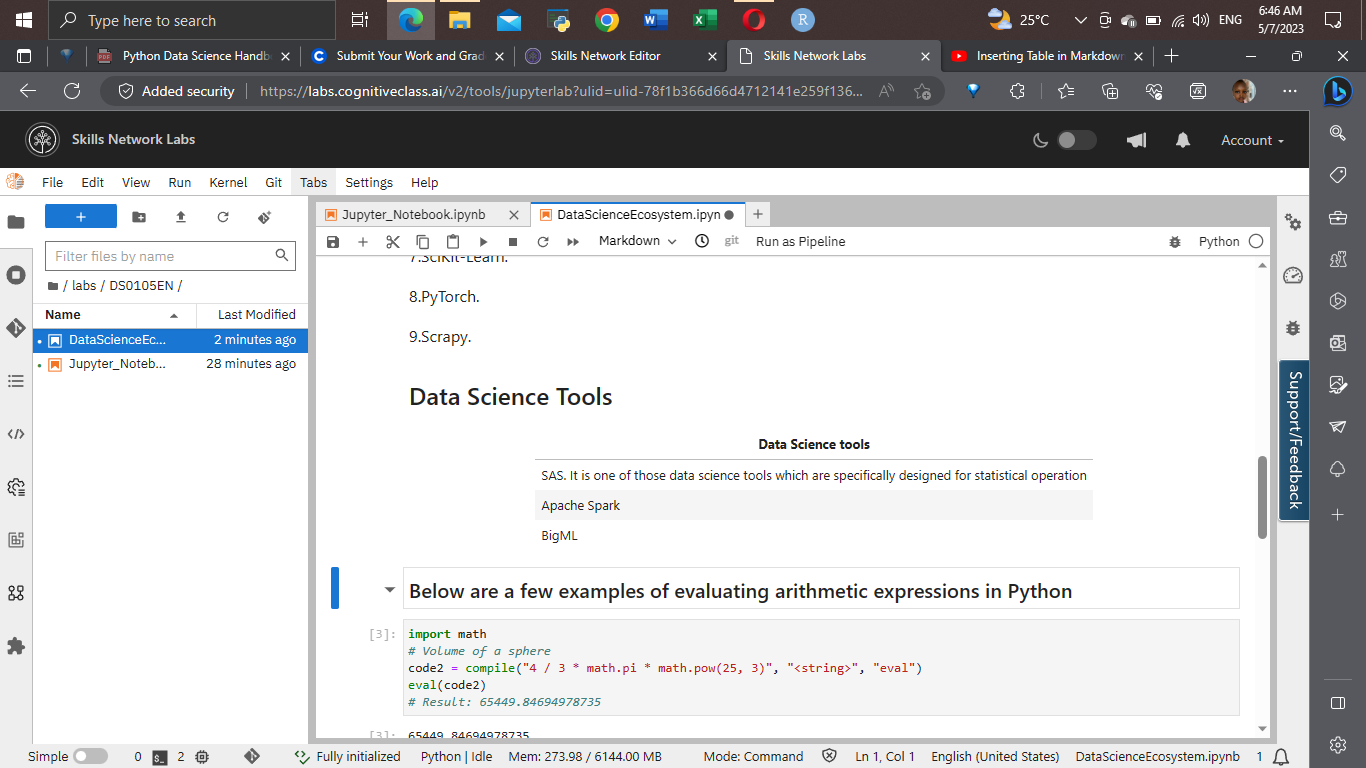 Type here to search
25°C
ENG
6:46 AM
5/7/2023
Python Data Science Handb
Submit Your Work and Grad
Skills Network Editor
Skills Network Labs
Inserting Table in Markdown
Added security
https://labs.cognitiveclass.ai/v2/tools/jupyterlab?ulid=ulid-78f1b366d66d4712141e259f136...
Skills Network Labs
Account
File Edit View Run Kernel Git Tabs Settings Help
Jupyter_Notebook.ipynb
DataScienceEcosystem.ipyn
Markdown
git
Run as Pipeline
Python
Filter files by name
/ labs / DS0105EN /
Name Last Modified
DataScienceEc... 2 minutes ago
Jupyter_Noteb... 28 minutes ago
7.SciKit-Learn.
8.PyTorch.
9.Scrapy.
Data Science Tools
Data Science tools
SAS. It is one of those data science tools which are specifically designed for statistical operation
Apache Spark
BigML
Below are a few examples of evaluating arithmetic expressions in Python
[3]:
import math
# Volume of a sphere
code2 = compile("4 / 3 * math.pi * math.pow(25, 3)", "<string>", "eval")
eval(code2)
# Result: 65449.84694978735
[3]: 65449.84694978735
Support/Feedback
Simple 0 2 Fully initialized Python | Idle Mem: 273.98 / 6144.00 MB Mode: Command Ln 1, Col 1 English (United States) DataScienceEcosystem.ipynb 1